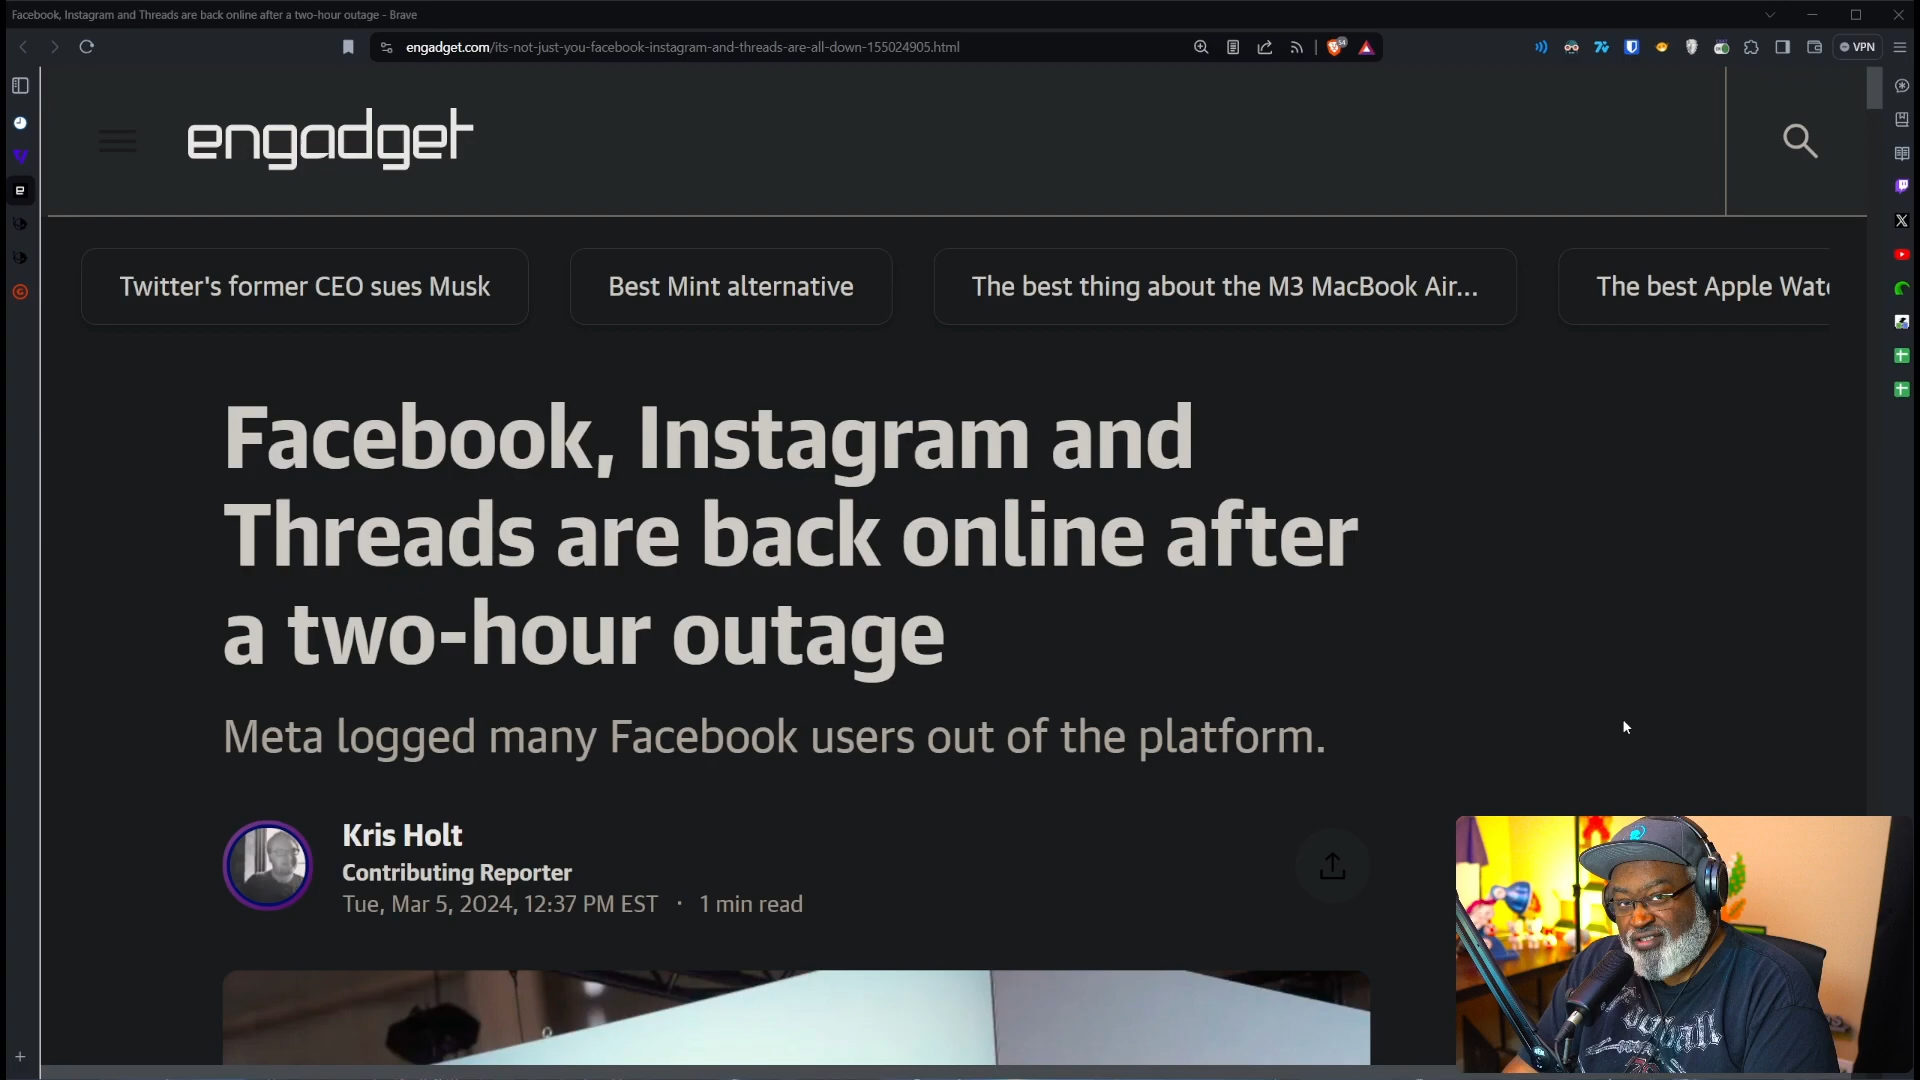 Facebook, Instagram and Threads are back online after a two-hour outage - Brave
engadget.com/its-not-just-you-facebook-instagram-and-threads-are-all-down-155024905.html
VPN
engadget
Twitter's former CEO sues Musk
Best Mint alternative
The best thing about the M3 MacBook Air...
The best Apple Watc
Facebook, Instagram and
Threads are back online after
a two-hour outage
Meta logged many Facebook users out of the platform.
Kris Holt
Contributing Reporter
Tue, Mar 5, 2024, 12:37 PM EST · 1 min read